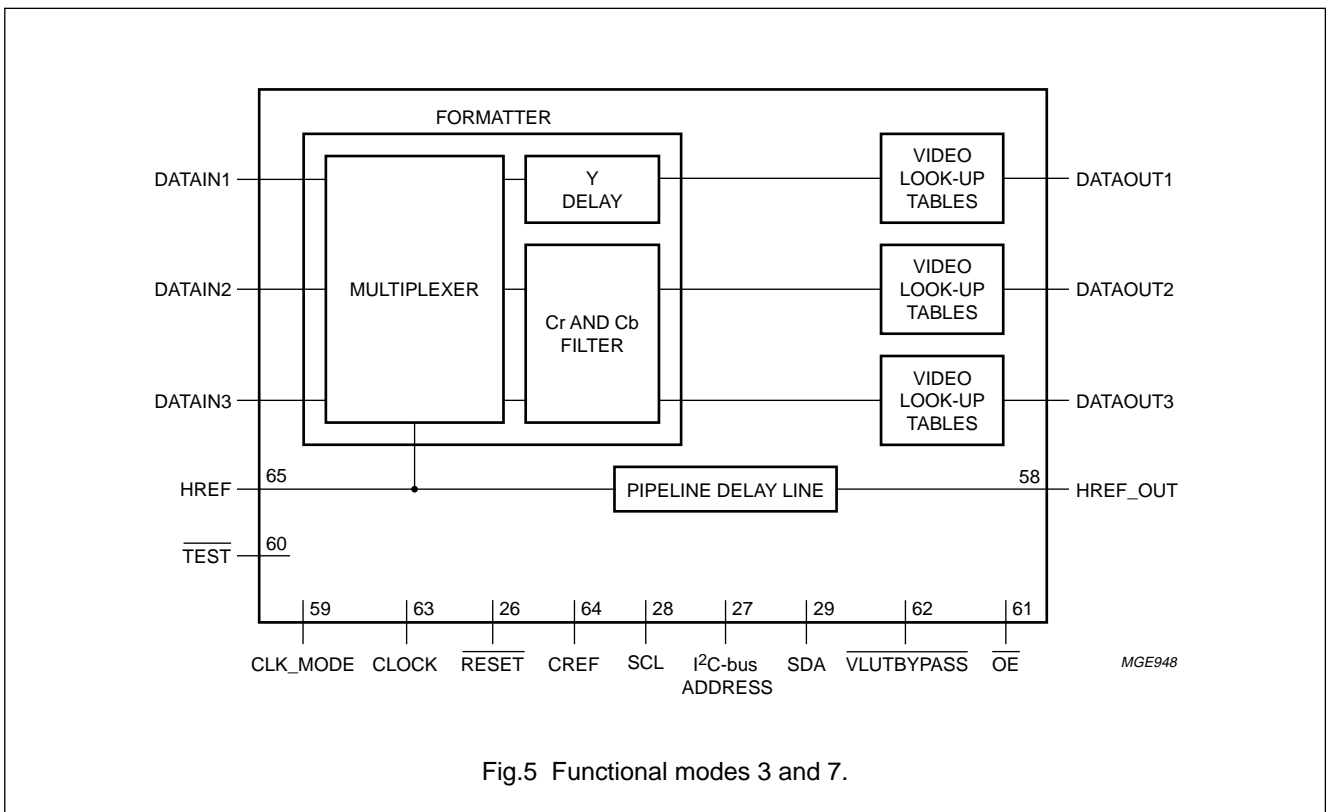 FORMATTER
DATAIN1
Y
DELAY
VIDEO
LOOK-UP
TABLES
DATAOUT1
DATAIN2
MULTIPLEXER
Cr AND Cb
FILTER
VIDEO
LOOK-UP
TABLES
DATAOUT2
DATAIN3
VIDEO
LOOK-UP
TABLES
DATAOUT3
HREF
65
PIPELINE DELAY LINE
58
HREF_OUT
TEST
60
59 63 26 64 28 27 29 62 61
CLK_MODE CLOCK RESET CREF SCL I²C-bus ADDRESS SDA VLUTBYPASS OE
MGE948
Fig.5 Functional modes 3 and 7.